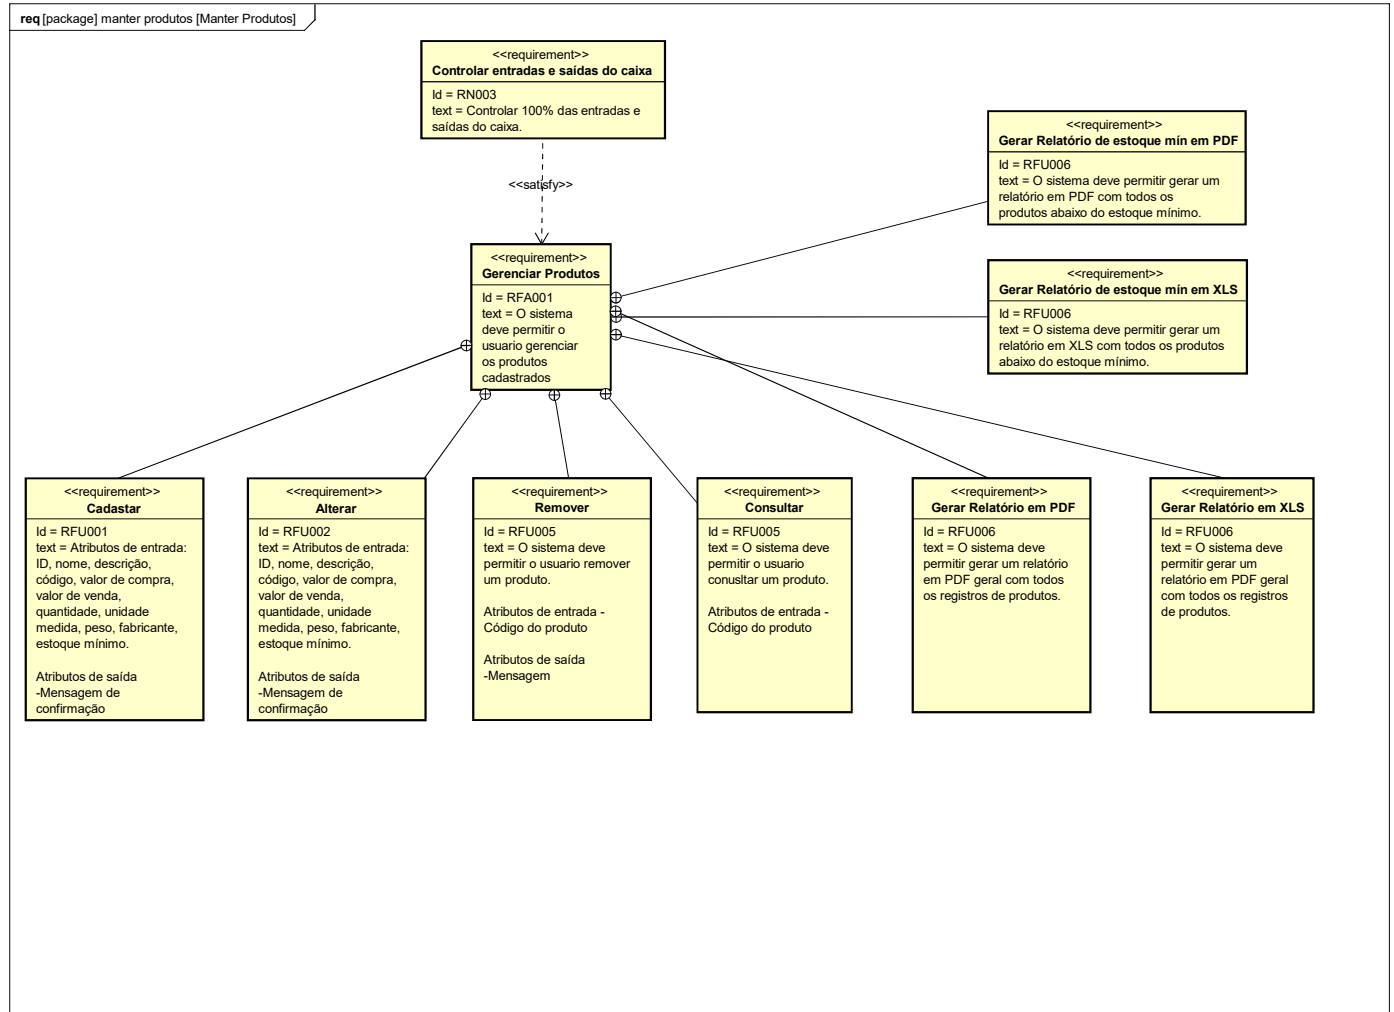 req [package] manter produtos [Manter Produtos]
<<requirement>>
Controlar entradas e saídas do caixa
Id = RN003
text = Controlar 100% das entradas e
saídas do caixa.
<<satisfy>>
<<requirement>>
Gerar Relatório de estoque mín em PDF
Id = RFU006
text = O sistema deve permitir gerar um
relatório em PDF com todos os
produtos abaixo do estoque mínimo.
<<requirement>>
Gerenciar Produtos
Id = RFA001
text = O sistema
deve permitir o
usuario gerenciar
os produtos
cadastrados
<<requirement>>
Gerar Relatório de estoque mín em XLS
Id = RFU006
text = O sistema deve permitir gerar um
relatório em XLS com todos os produtos
abaixo do estoque mínimo.
<<requirement>>
Cadastar
Id = RFU001
text = Atributos de entrada:
ID, nome, descrição,
código, valor de compra,
valor de venda,
quantidade, unidade
medida, peso, fabricante,
estoque mínimo.
Atributos de saída
-Mensagem de
confirmação
<<requirement>>
Alterar
Id = RFU002
text = Atributos de entrada:
ID, nome, descrição,
código, valor de compra,
valor de venda,
quantidade, unidade
medida, peso, fabricante,
estoque mínimo.
Atributos de saída
-Mensagem de
confirmação
<<requirement>>
Remover
Id = RFU005
text = O sistema deve
permitir o usuario remover
um produto.
Atributos de entrada -
Código do produto
Atributos de saída
-Mensagem
<<requirement>>
Consultar
Id = RFU005
text = O sistema deve
permitir o usuario
conusltar um produto.
Atributos de entrada -
Código do produto
<<requirement>>
Gerar Relatório em PDF
Id = RFU006
text = O sistema deve
permitir gerar um relatório
em PDF geral com todos
os registros de produtos.
<<requirement>>
Gerar Relatório em XLS
Id = RFU006
text = O sistema deve
permitir gerar um
relatório em PDF geral
com todos os registros
de produtos.